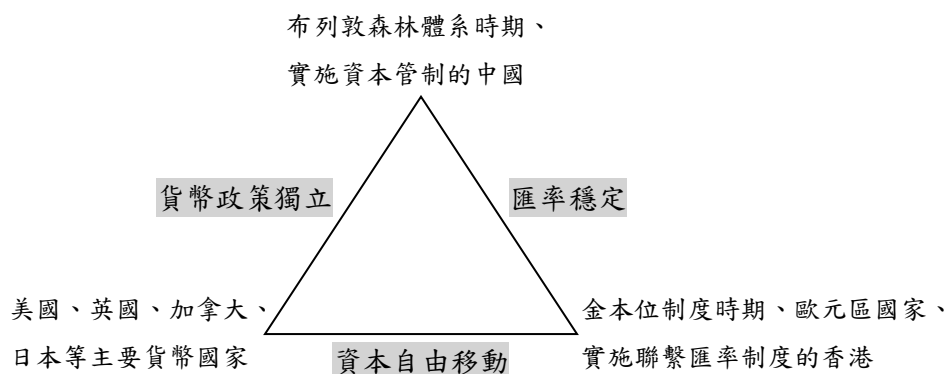 布列敦森林體系時期、
實施資本管制的中國
貨幣政策獨立
匯率穩定
美國、英國、加拿大、
日本等主要貨幣國家
資本自由移動
金本位制度時期、歐元區國家、
實施聯繫匯率制度的香港